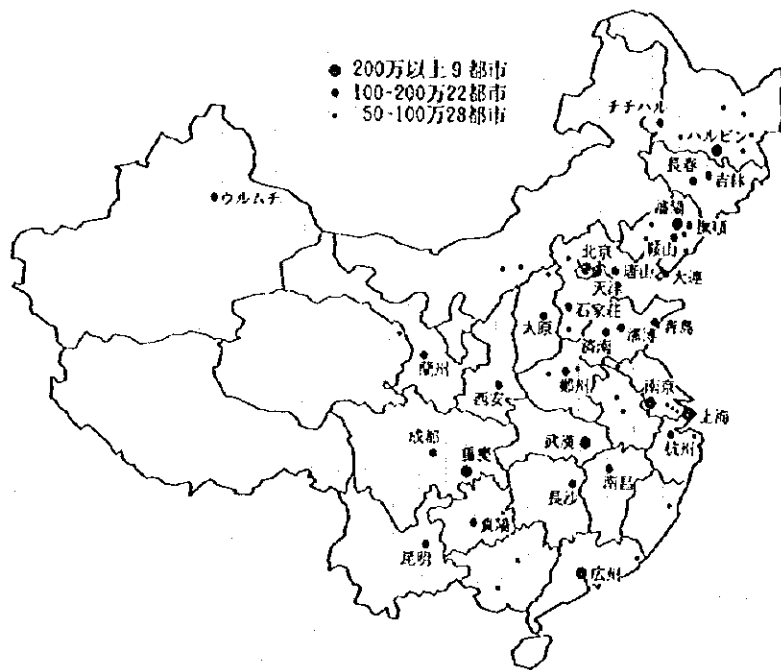 200万以上9都市
100-200万22都市
50-100万28都市
チチハル
ハルビン
長春
吉林
ウルムチ
瀋陽
撫順
鞍山
北京
唐山
大連
天津
石家荘
太原
済南
青島
蘭州
西安
鄭州
南京
上海
成都
重慶
武漢
杭州
長沙
南昌
貴陽
昆明
広州